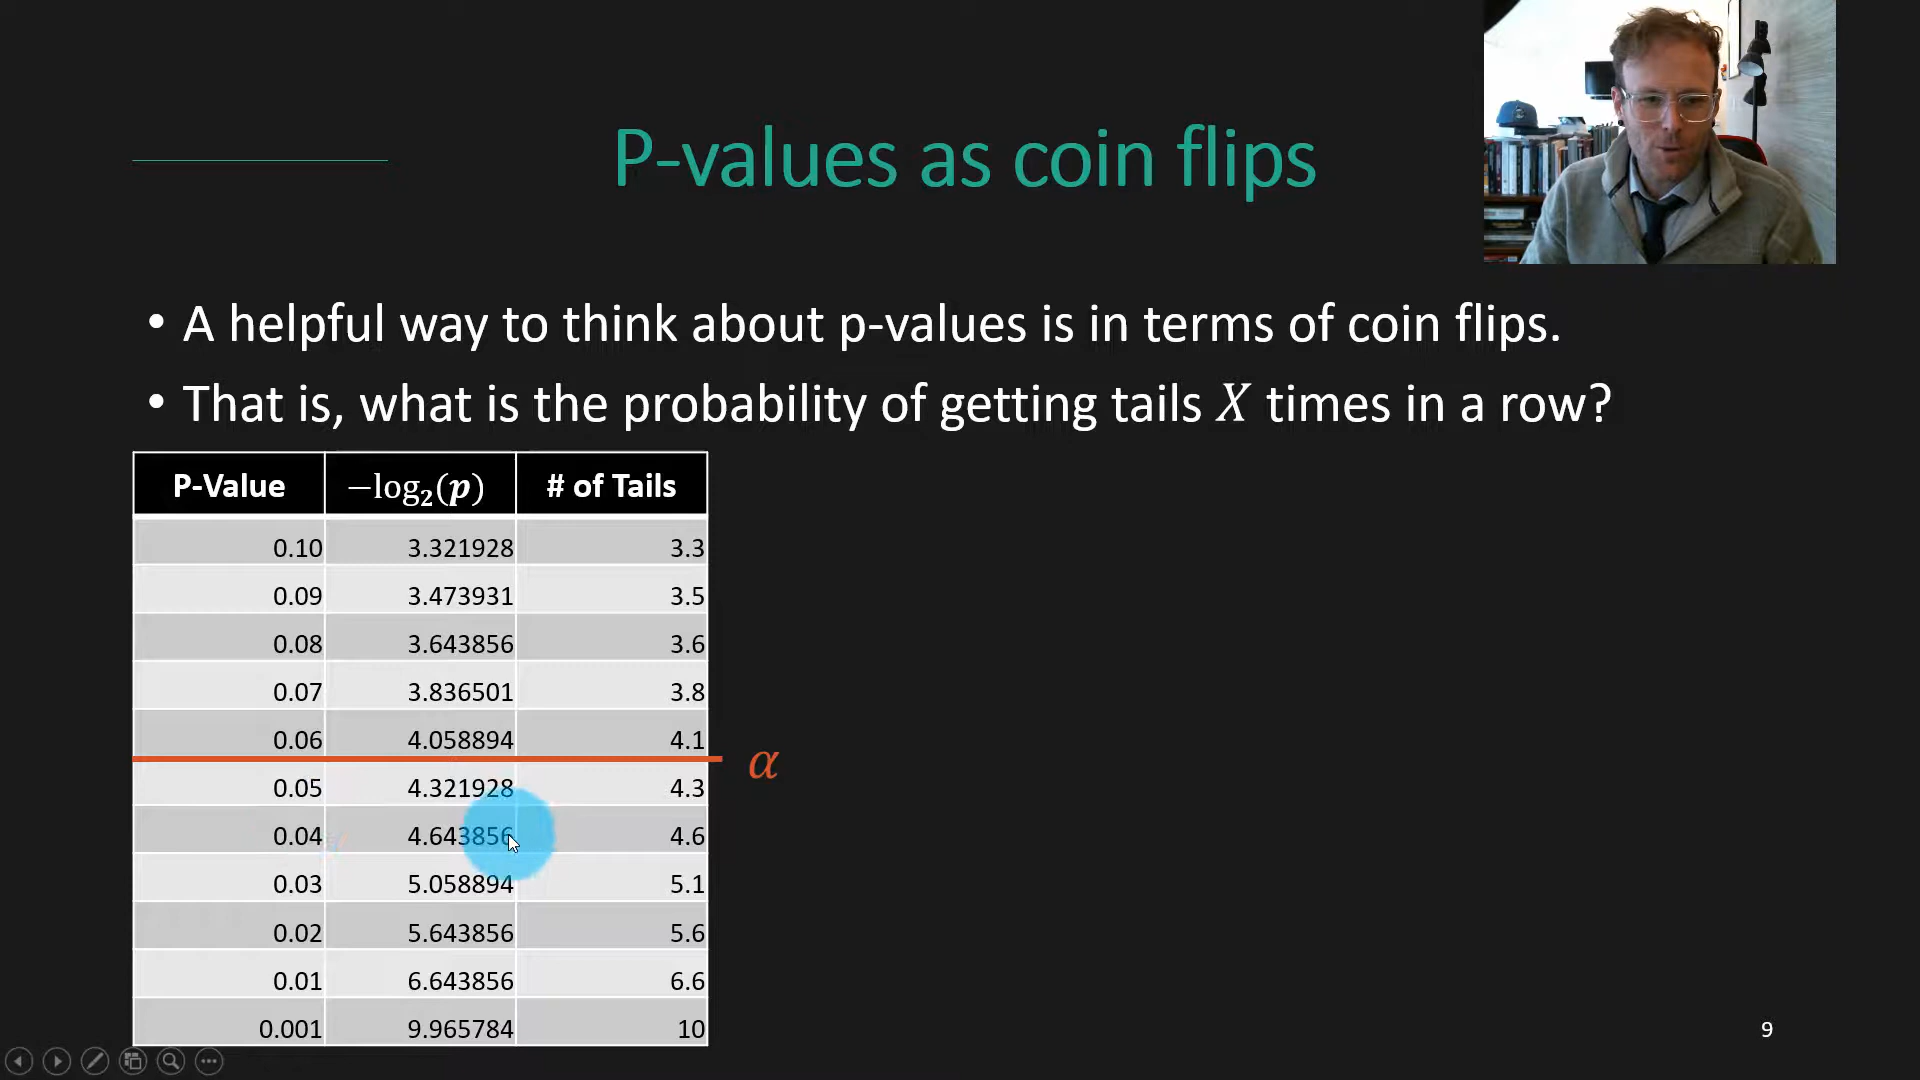 P-values as coin flips
• A helpful way to think about p-values is in terms of coin flips.
• That is, what is the probability of getting tails X times in a row?
P-Value −log₂(p) # of Tails
0.10 3.321928 3.3
0.09 3.473931 3.5
0.08 3.643856 3.6
0.07 3.836501 3.8
0.06 4.058894 4.1
α
0.05 4.321928 4.3
0.04 4.643856 4.6
0.03 5.058894 5.1
0.02 5.643856 5.6
0.01 6.643856 6.6
0.001 9.965784 10
9